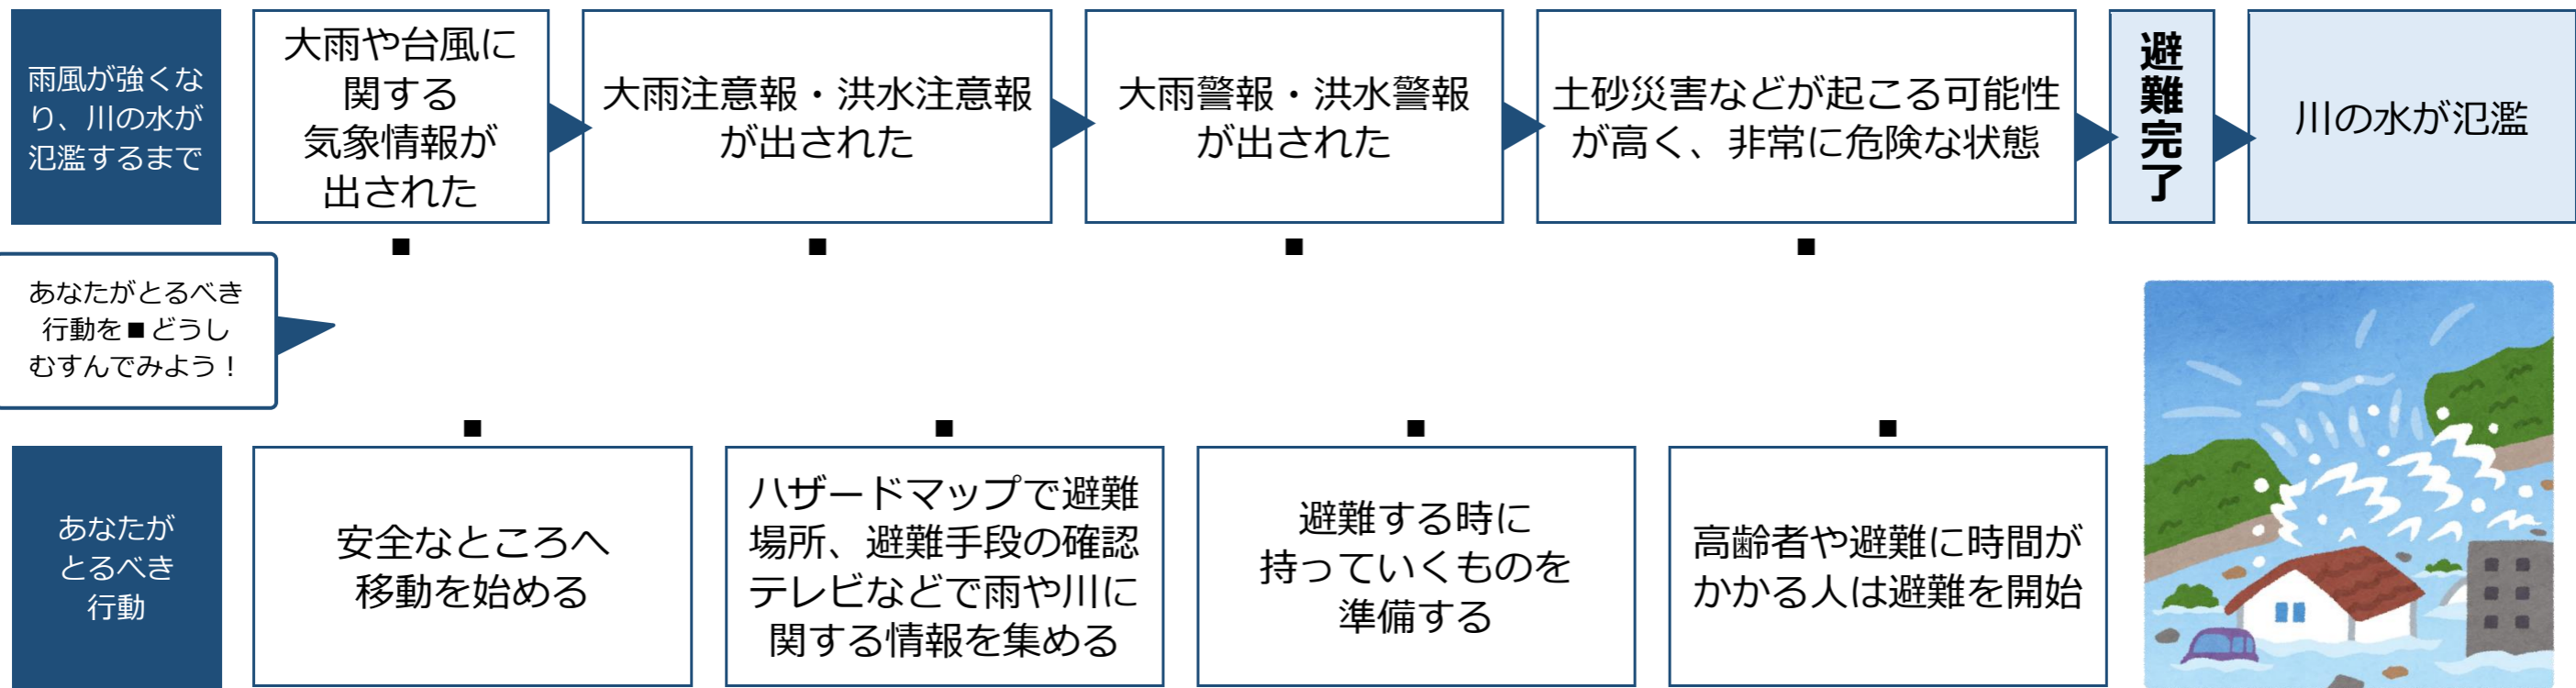 雨風が強くな
り、川の水が
氾濫するまで
大雨や台風に
関する
気象情報が
出された
大雨注意報・洪水注意報
が出された
大雨警報・洪水警報
が出された
土砂災害などが起こる可能性
が高く、非常に危険な状態
避難完了
川の水が氾濫
あなたがとるべき
行動を■どうし
むすんでみよう！
あなたが
とるべき
行動
安全なところへ
移動を始める
ハザードマップで避難
場所、避難手段の確認
テレビなどで雨や川に
関する情報を集める
避難する時に
持っていくものを
準備する
高齢者や避難に時間が
かかる人は避難を開始